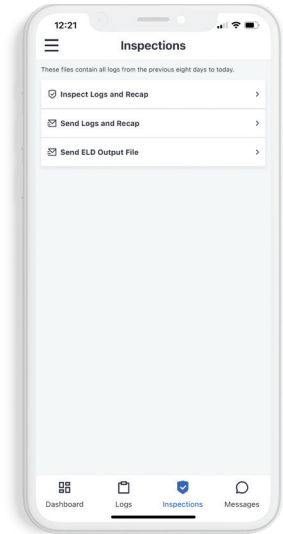 12:21
Inspections
These files contain all logs from the previous eight days to today.
Inspect Logs and Recap
Send Logs and Recap
Send ELD Output File
Dashboard Logs Inspections Messages